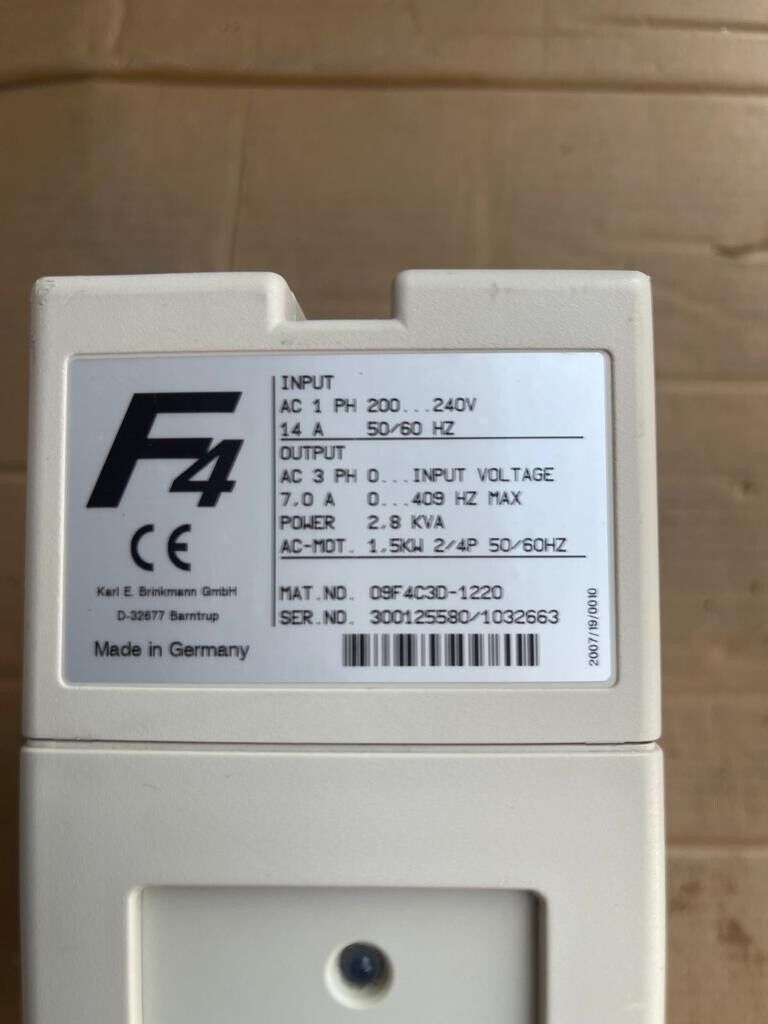 F4
CE
Karl E. Brinkmann GmbH
D-32677 Barntrup
Made in Germany
INPUT
AC 1 PH 200...240V
14 A 50/60 HZ
OUTPUT
AC 3 PH 0...INPUT VOLTAGE
7,0 A 0...409 HZ MAX
POWER 2,8 KVA
AC-MOT. 1,5KW 2/4P 50/60HZ
MAT.NO. 09F4C3D-1220
SER.NO. 300125580/1032663
2007/19/0010